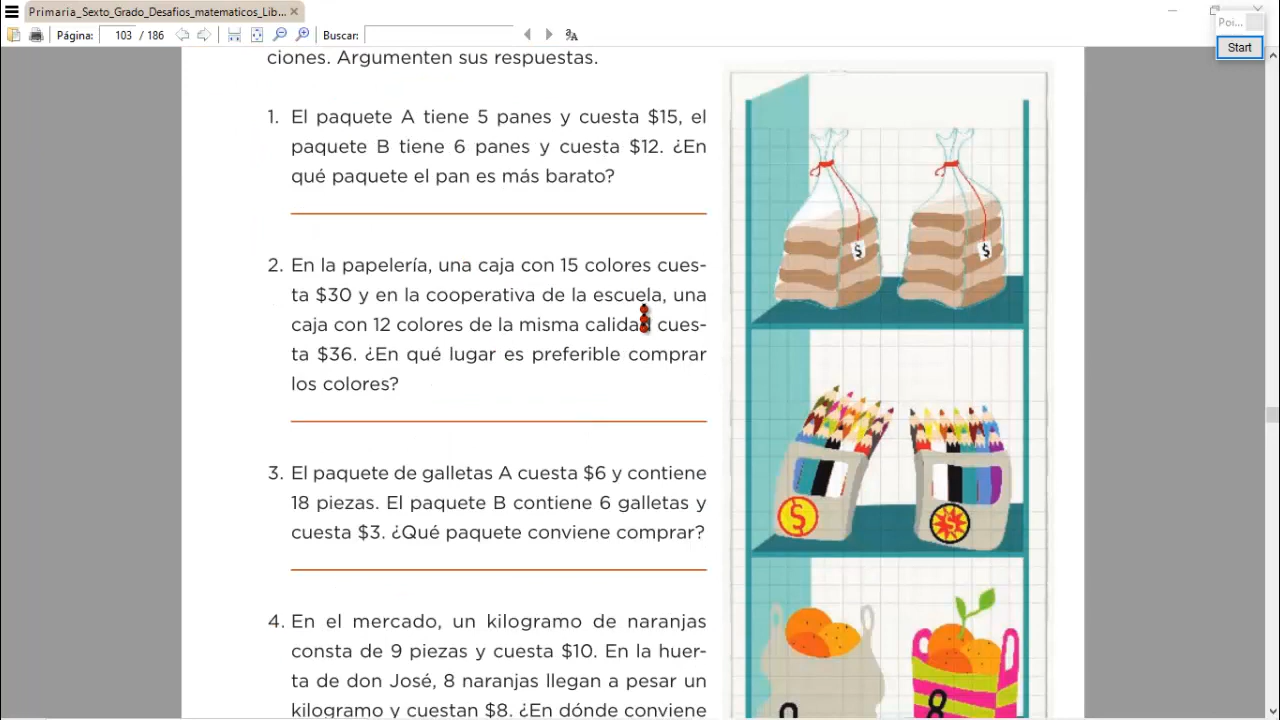 Primaria_Sexto_Grado_Desafios_matematicos_Lib...
Poi...
Página: 103 / 186 Buscar:
Start
ciones. Argumenten sus respuestas.
1. El paquete A tiene 5 panes y cuesta $15, el
paquete B tiene 6 panes y cuesta $12. ¿En
qué paquete el pan es más barato?
2. En la papelería, una caja con 15 colores cues-
ta $30 y en la cooperativa de la escuela, una
caja con 12 colores de la misma calidad cues-
ta $36. ¿En qué lugar es preferible comprar
los colores?
3. El paquete de galletas A cuesta $6 y contiene
18 piezas. El paquete B contiene 6 galletas y
cuesta $3. ¿Qué paquete conviene comprar?
4. En el mercado, un kilogramo de naranjas
consta de 9 piezas y cuesta $10. En la huer-
ta de don José, 8 naranjas llegan a pesar un
kilogramo y cuestan $8. ¿En dónde conviene
$
$
$
$
9
8